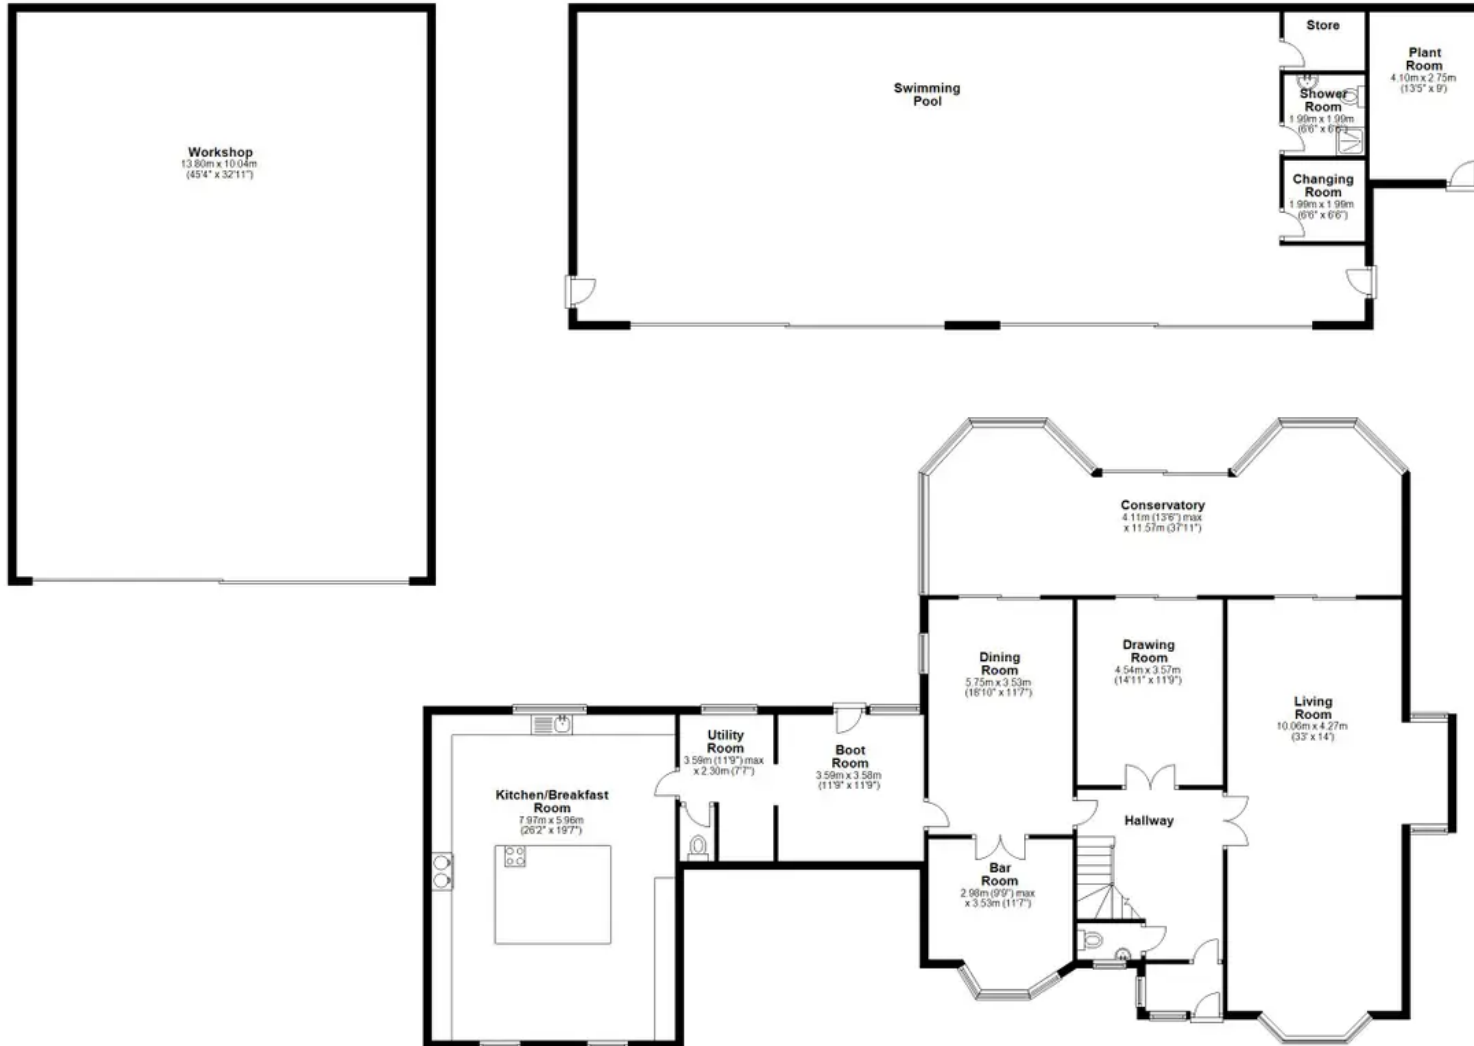 Workshop
13.80m x 10.04m
(45'4" x 32'11")
Swimming
Pool
Store
Plant
Room
4.10m x 2.75m
(13'5" x 9')
Shower
Room
1.99m x 1.99m
(6'6" x 6'6")
Changing
Room
1.99m x 1.99m
(6'6" x 6'6")
Conservatory
4.11m (13'6") max
x 11.57m (37'11")
Dining
Room
5.75m x 3.53m
(18'10" x 11'7")
Drawing
Room
4.54m x 3.57m
(14'11" x 11'9")
Living
Room
10.06m x 4.27m
(33' x 14')
Utility
Room
3.59m (11'9") max
x 2.30m (7'7")
Boot
Room
3.59m x 3.58m
(11'9" x 11'9")
Kitchen/Breakfast
Room
7.97m x 5.96m
(26'2" x 19'7")
Hallway
Bar
Room
2.98m (9'9") max
x 3.53m (11'7")